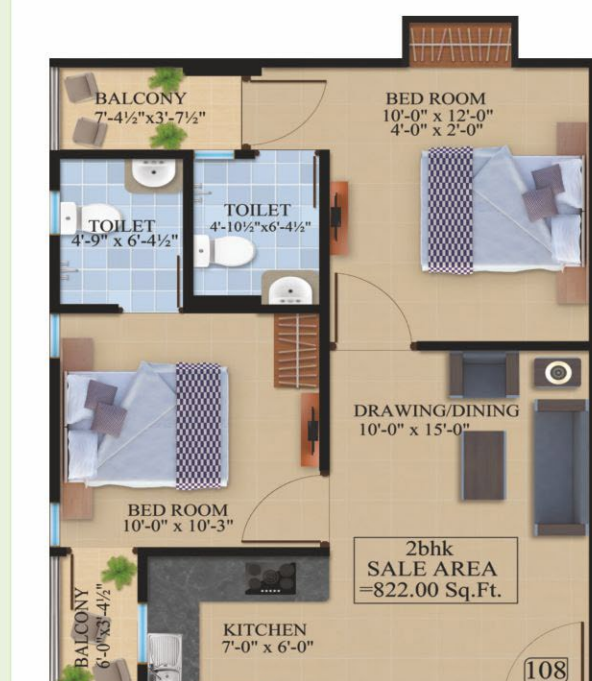 BALCONY
7'-4½"x3'-7½"
BED ROOM
10'-0" x 12'-0"
4'-0" x 2'-0"
TOILET
4'-9" x 6'-4½"
TOILET
4'-10½"x6'-4½"
DRAWING/DINING
10'-0" x 15'-0"
BED ROOM
10'-0" x 10'-3"
2bhk
SALE AREA
=822.00 Sq.Ft.
BALCONY
6'-0"x3'-4½"
KITCHEN
7'-0" x 6'-0"
108